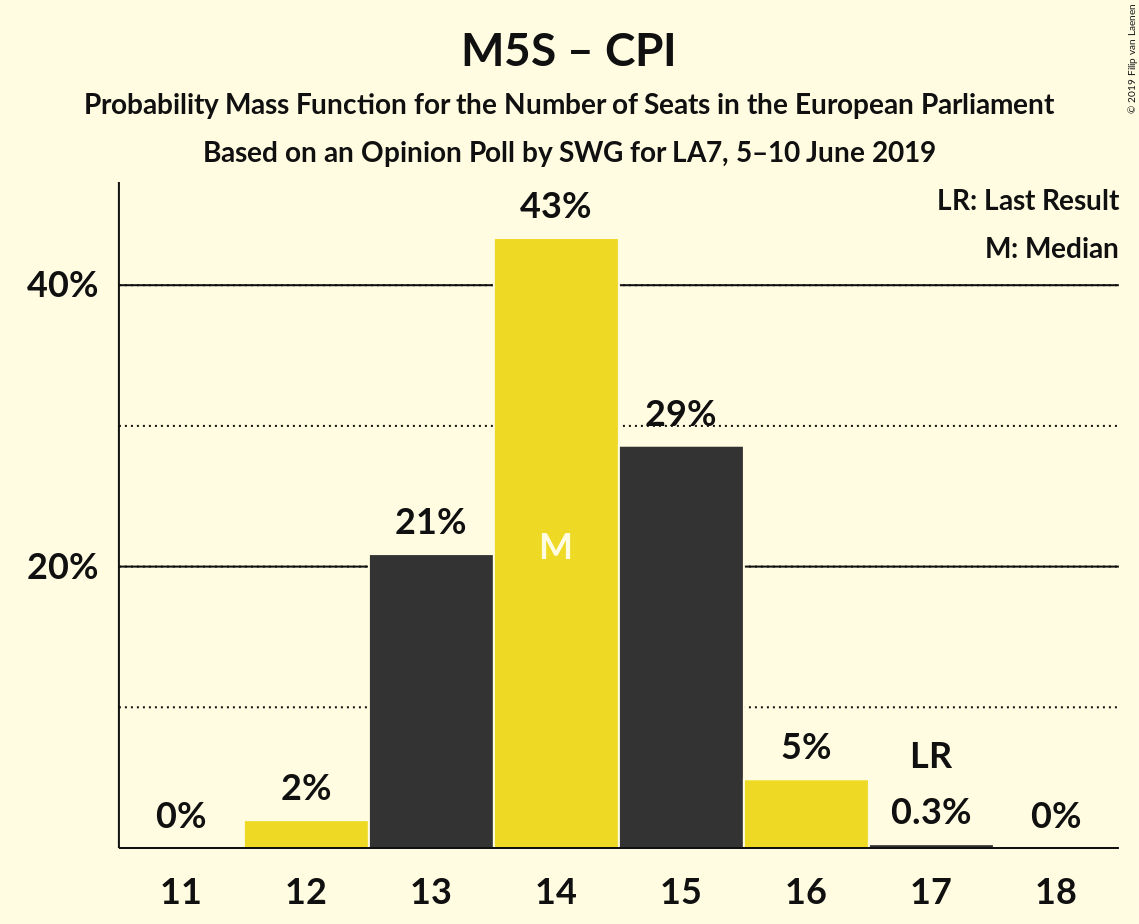 M5S – CPI
Probability Mass Function for the Number of Seats in the European Parliament
Based on an Opinion Poll by SWG for LA7, 5–10 June 2019
© 2019 Filip van Laenen
LR: Last Result
M: Median
43%
40%
29%
21%
M
20%
5%
LR
2%
0%
0.3%
0%
11 12 13 14 15 16 17 18